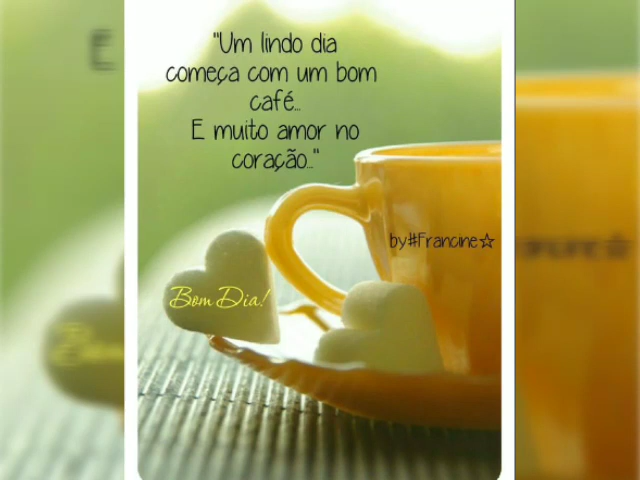 "Um lindo dia
começa com um bom
café...
E muito amor no
coração..."
by#Francine☆
Bom Dia!